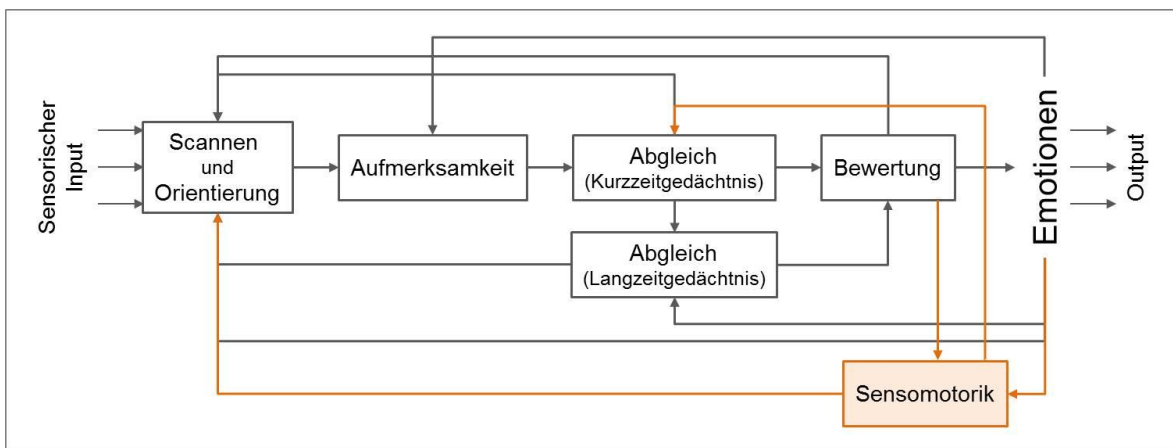 Sensorischer
Input
Scannen
und
Orientierung
Aufmerksamkeit
Abgleich
(Kurzzeitgedächtnis)
Abgleich
(Langzeitgedächtnis)
Bewertung
Emotionen
Output
Sensomotorik